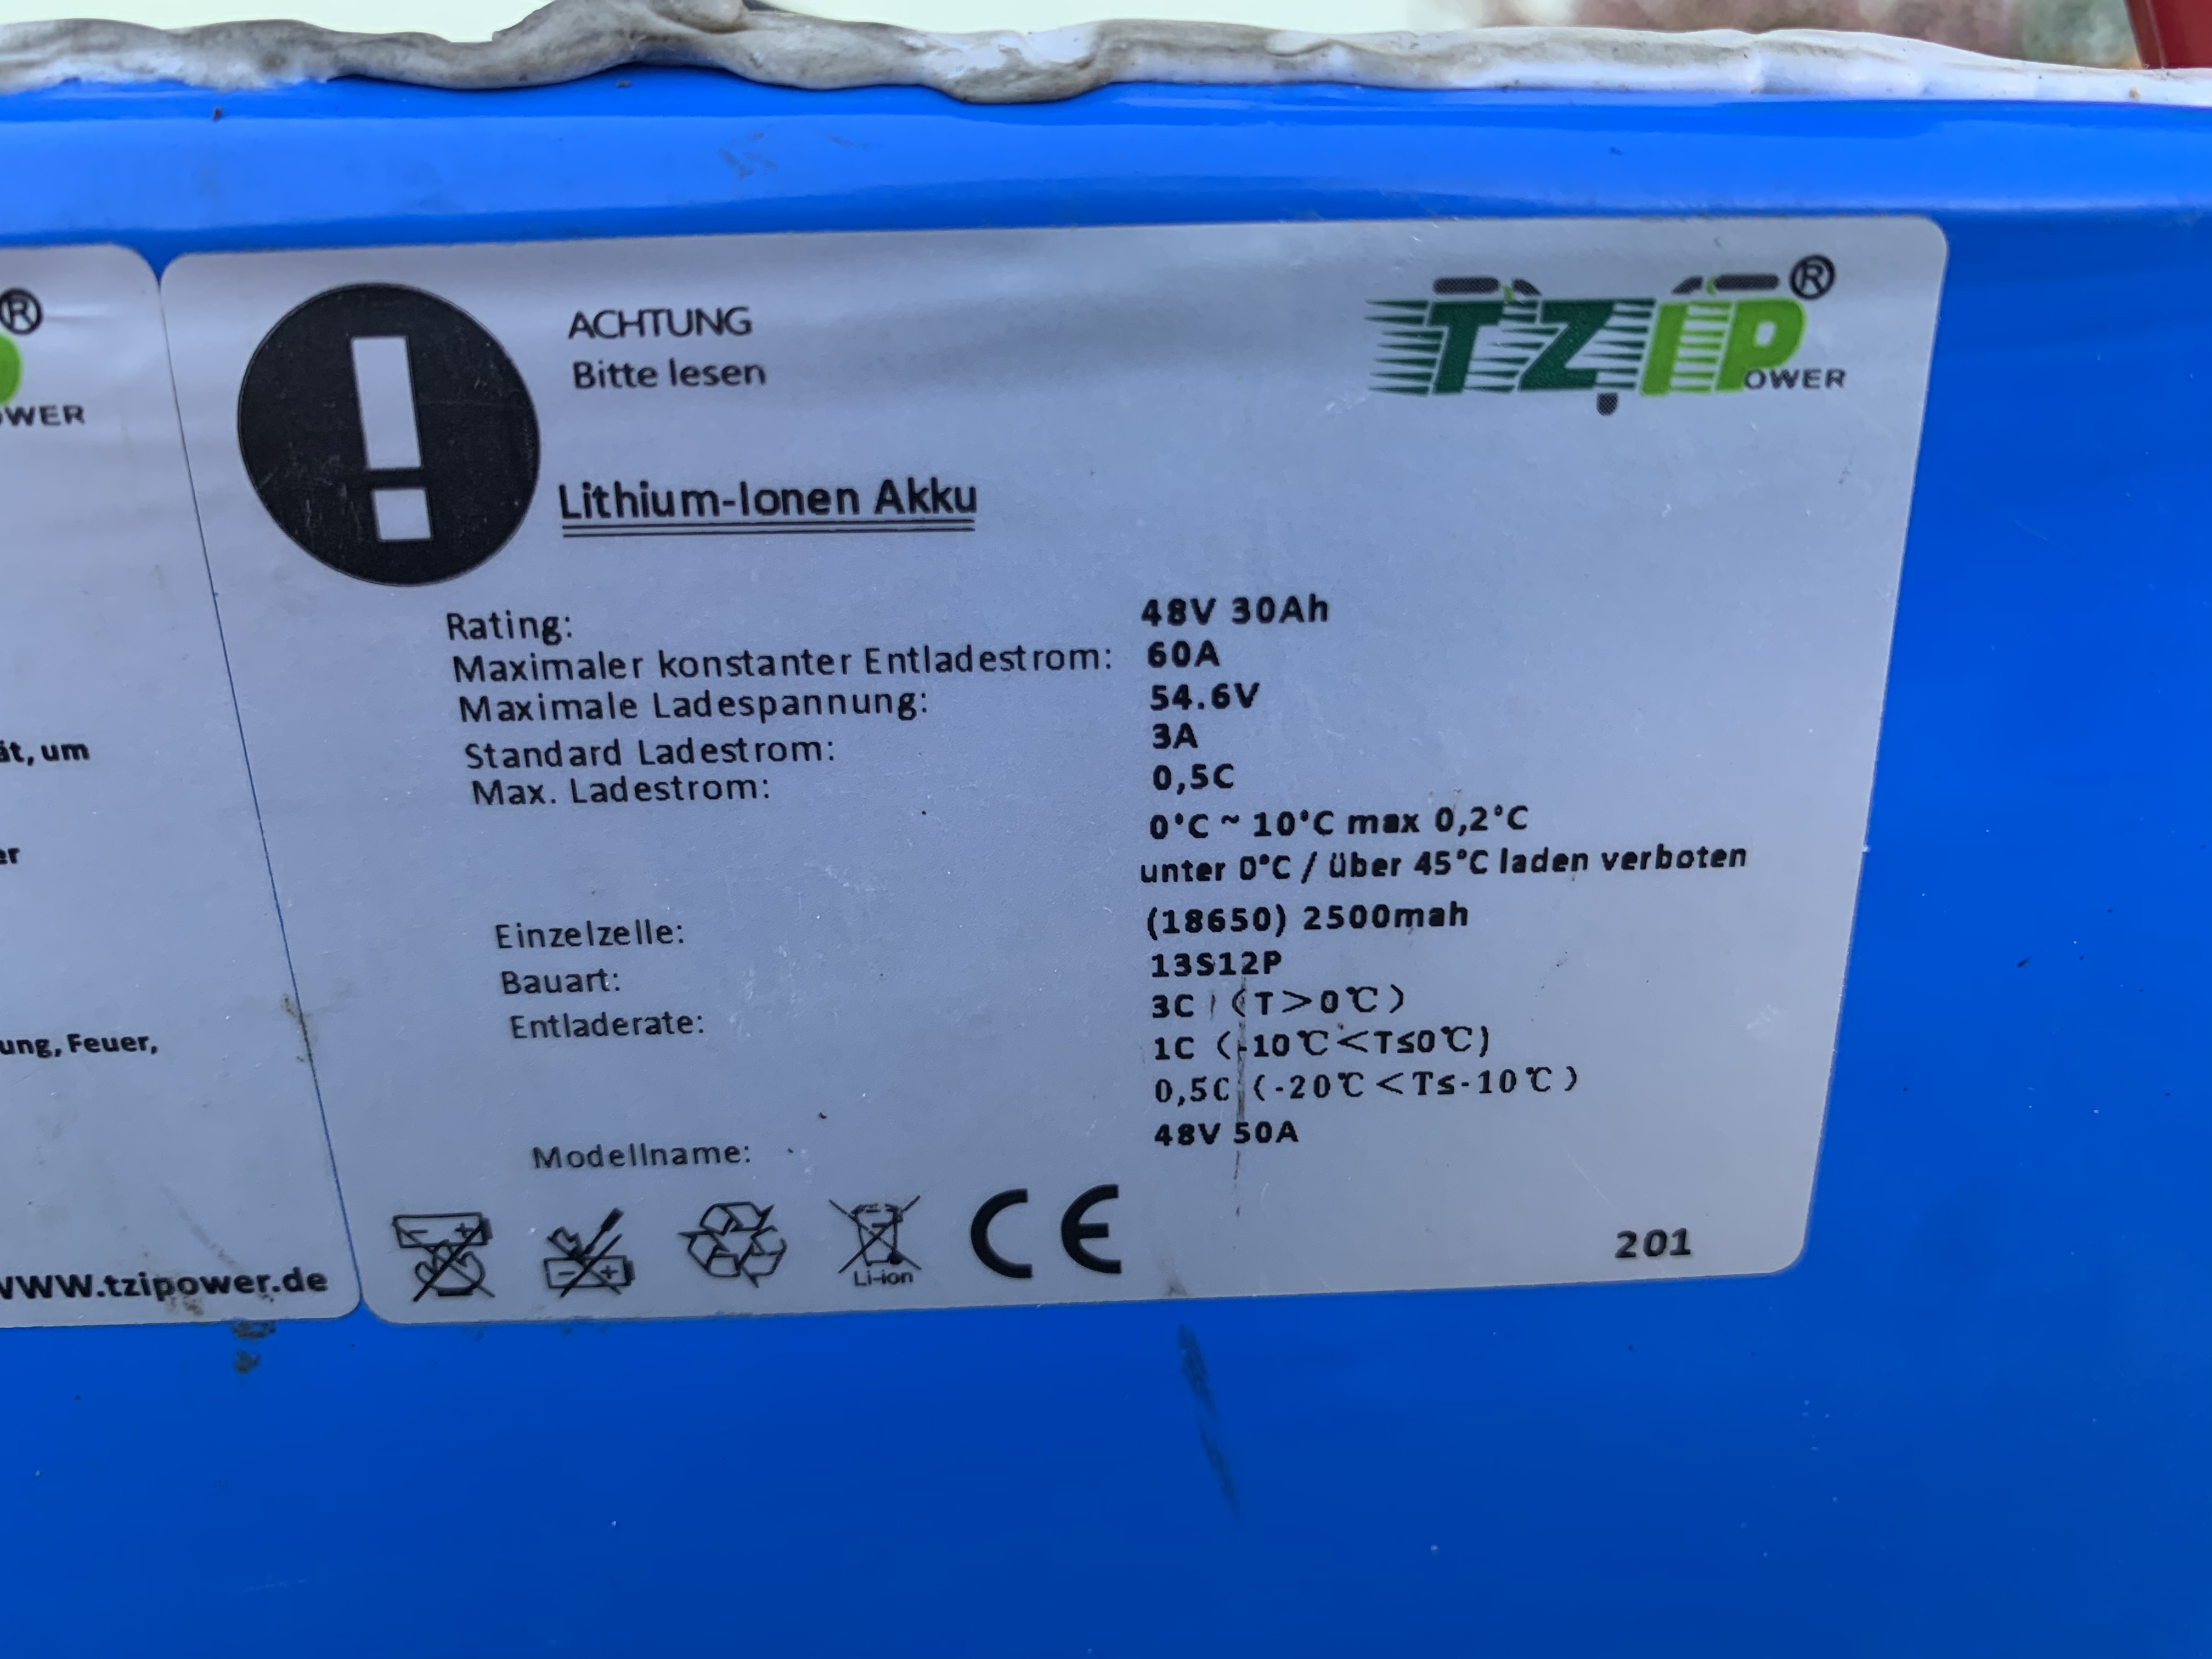 ® 
OWER
ät, um
er
ung, Feuer,
WWW.tzipower.de
ACHTUNG
Bitte lesen
TZIPOWER®
Lithium-Ionen Akku
Rating: 48V 30Ah
Maximaler konstanter Entladestrom: 60A
Maximale Ladespannung: 54.6V
Standard Ladestrom: 3A
Max. Ladestrom: 0,5C
0°C ~ 10°C max 0,2°C
unter 0°C / über 45°C laden verboten
Einzelzelle: (18650) 2500mah
Bauart: 13S12P
Entladerate: 3C (T>0℃)
1C (-10℃<T≤0℃)
0,5C (-20℃<T≤-10℃)
Modellname: 48V 50A
Li-ion
CE
201